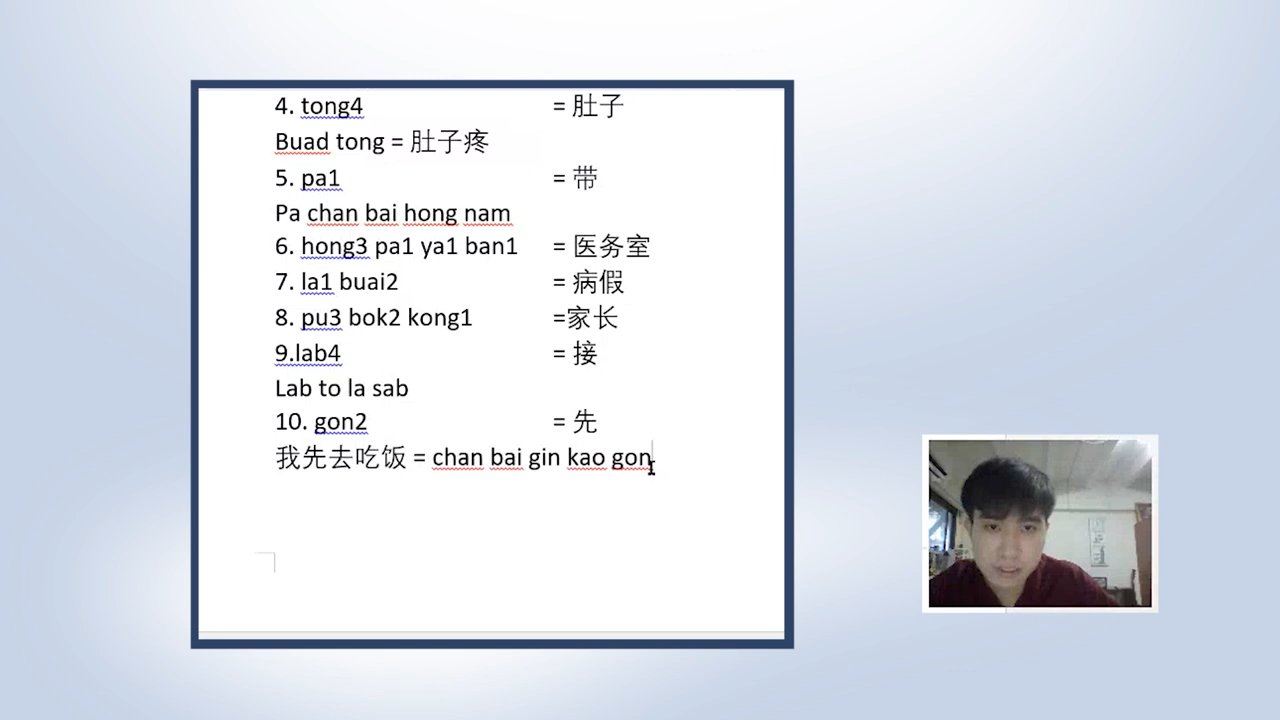 4. tong4 = 肚子
Buad tong = 肚子疼
5. pa1 = 带
Pa chan bai hong nam
6. hong3 pa1 ya1 ban1 = 医务室
7. la1 buai2 = 病假
8. pu3 bok2 kong1 =家长
9.lab4 = 接
Lab to la sab
10. gon2 = 先
我先去吃饭 = chan bai gin kao gon